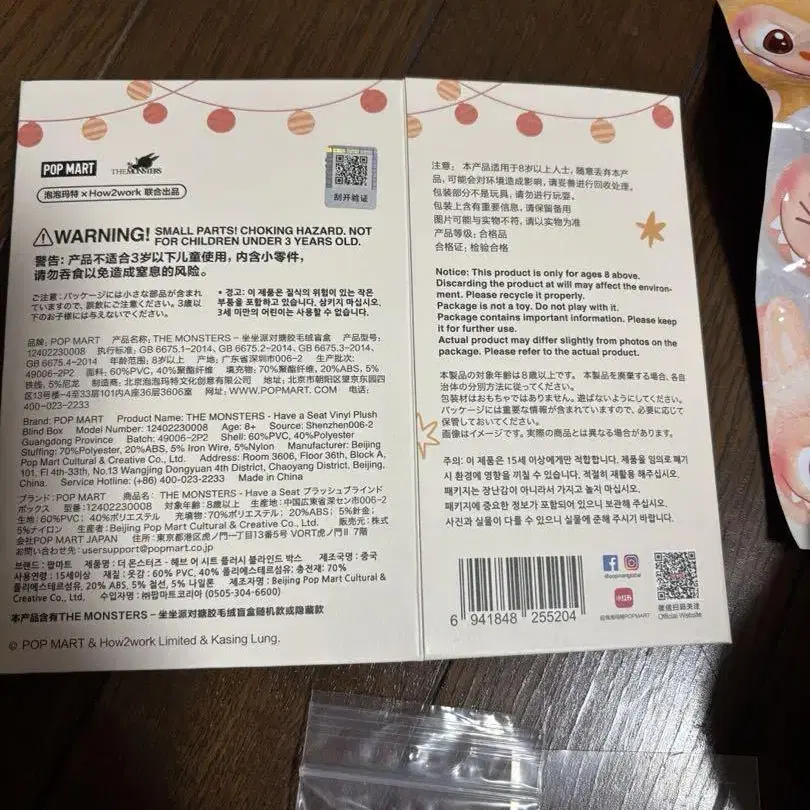 POP MART
THE MONSTERS
泡泡玛特 x How2work 联合出品
刮开验证
WARNING! SMALL PARTS! CHOKING HAZARD. NOT
FOR CHILDREN UNDER 3 YEARS OLD.
警告: 产品不适合3岁以下儿童使用，内含小零件，
请勿吞食以免造成窒息的风险。
ご注意: パッケージには小さな部品が含まれ
ていますので、誤飲にご注意ください。3歳以
下のお子様には与えないでください。
• 경고: 이 제품은 질식의 위험이 있는 작은
부품을 포함하고 있습니다. 삼키지 마십시오.
3세 미만의 어린이는 사용할 수 없습니다.
品牌: POP MART 产品名称: THE MONSTERS - 坐坐派对搪胶毛绒盲盒 产品型号:
12402230008 执行标准: GB 6675.1-2014、GB 6675.2-2014、GB 6675.3-2014、
GB 6675.4-2014 年龄范围: 8岁以上 产地: 广东省深圳市006-2 生产批次:
49006-2P2 面料: 60%PVC, 40%聚酯纤维 填充物: 70%聚酯纤维, 20%ABS, 5%
铁线, 5%尼龙 制造商: 北京泡泡玛特文化创意有限公司 地址: 北京市朝阳区望京东园四
区13号楼-4至33层101内A座36层3606室 网址: WWW.POPMART.COM 电话:
400-023-2233
Brand: POP MART Product Name: THE MONSTERS - Have a Seat Vinyl Plush
Blind Box Model Number: 12402230008 Age: 8+ Source: Shenzhen006-2
Guangdong Province Batch: 49006-2P2 Shell: 60%PVC, 40%Polyester
Stuffing: 70%Polyester, 20%ABS, 5% Iron Wire, 5%Nylon Manufacturer: Beijing
Pop Mart Cultural & Creative Co., Ltd. Address: Room 3606, Floor 36th, Block A,
101, Fl 4th-33th, No.13 Wangjing Dongyuan 4th District, Chaoyang District, Beijing,
China. Service Hotline: (+86) 400-023-2233 Made in China
ブランド: POP MART 商品名: THE MONSTERS - Have a Seat プラッシュブラインド
ボックス 型番: 12402230008 対象年齢: 8歳以上 生産地: 中国広東省深セン市006-2
生地: 60%PVC; 40%ポリエステル 充填物: 70%ポリエステル; 20%ABS; 5%針金;
5%ナイロン 生産者: Beijing Pop Mart Cultural & Creative Co., Ltd. 販売元: 株式
会社POP MART JAPAN 住所: 東京都港区虎ノ門一丁目13番5号 VORT虎ノ門Ⅱ 7階
お問い合わせ先: usersupport@popmart.co.jp
브랜드: 팝마트 제품명: 더 몬스터즈 - 해브 어 시트 플러시 블라인드 박스 제조국명: 중국
사용연령: 15세이상 재질: 겉감: 60% PVC, 40% 폴리에스테르섬유; 충전재: 70%
폴리에스테르섬유, 20% ABS, 5% 철선, 5% 나일론 제조자명: Beijing Pop Mart Cultural &
Creative Co., Ltd. 수입자명: ㈜팝마트코리아 (0505-304-6600)
本产品含有THE MONSTERS - 坐坐派对搪胶毛绒盲盒随机款或隐藏款
© POP MART & How2work Limited & Kasing Lung.
注意: 本产品适用于8岁以上人士，随意丢弃本产
品，可能会对环境造成影响，请妥善进行回收处理。
包装部分不是玩具，请勿进行玩耍。
包装上含有重要信息，请保留备用
图片可能与实物不符，请以实物为准
产品等级: 合格品
合格证: 检验合格
Notice: This product is only for ages 8 above.
Discarding the product at will may affect the environ-
ment. Please recycle it properly.
Package is not a toy. Do not play with it.
Package contains important information. Please keep
it for further use.
Actual product may differ slightly from photos on the
package. Please refer to the actual product.
本製品の対象年齢は8歳以上です。 本製品を廃棄する場合、各自
治体の分別方法に従ってください。
包装材はおもちゃではありません。遊ばないようにしてください。
パッケージには重要な情報が含まれていますので、必要に応じて
保管しておいてください。
画像はイメージです。実際の商品とは異なる場合があります。
주의: 이 제품은 15세 이상에게만 적합합니다. 제품을 임의로 폐기
시 환경에 영향을 끼칠 수 있습니다. 적절히 재활용 해주십시오.
패키지는 장난감이 아니라서 가지고 놀지 마십시오.
패키지에 중요한 정보가 포함되어 있으니 보관해 주십시오.
사진과 실물이 다를 수 있으니 실물에 준해 주시기 바랍니다.
@popmartglobal
小红书
6 941848 255204
Official Website